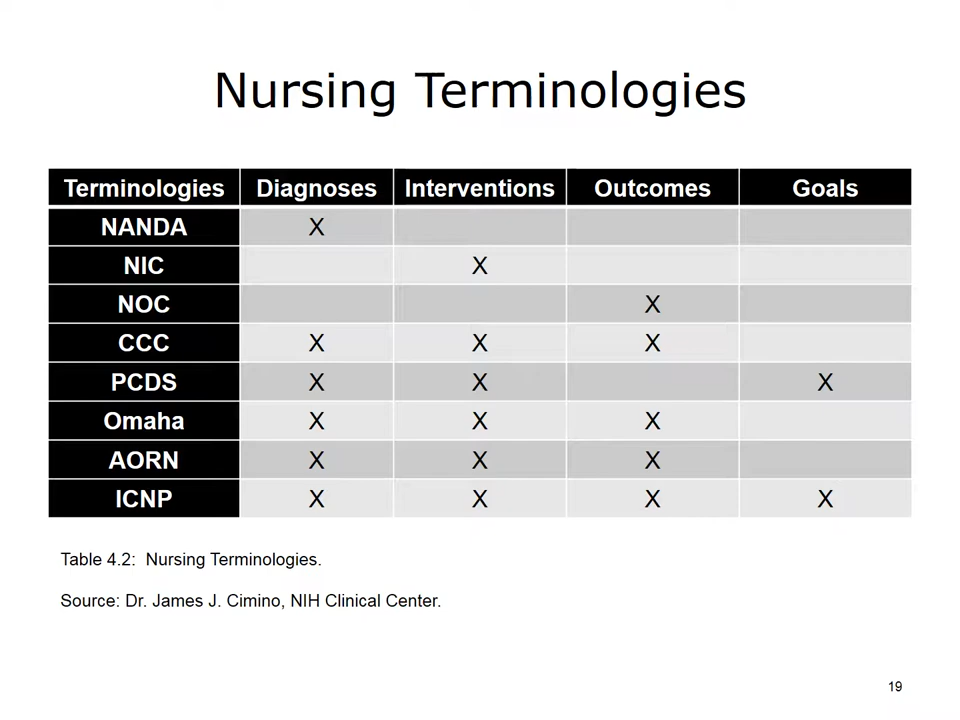 Nursing Terminologies
Terminologies Diagnoses Interventions Outcomes Goals
NANDA X
NIC X
NOC X
CCC X X X
PCDS X X X
Omaha X X X
AORN X X X
ICNP X X X X
Table 4.2: Nursing Terminologies.
Source: Dr. James J. Cimino, NIH Clinical Center.
19